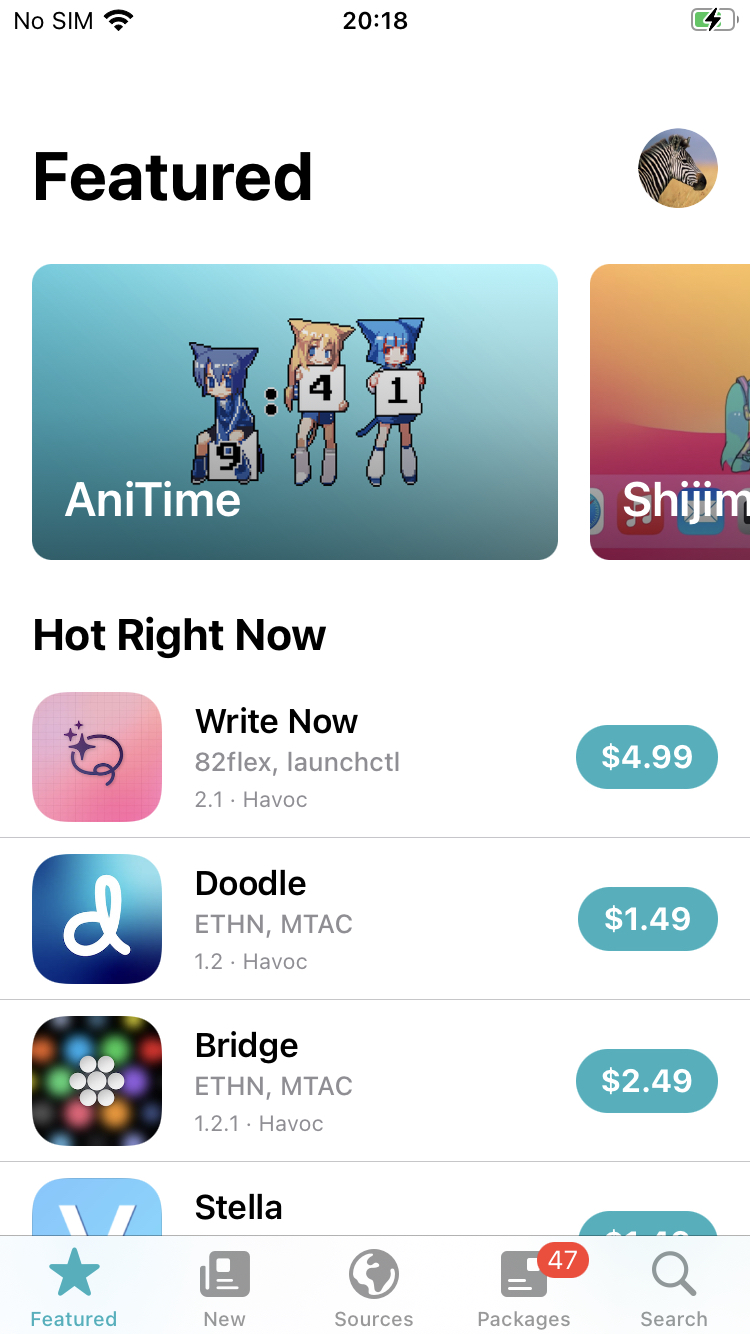 No SIM 20:18
Featured
9 : 4 1
AniTime
Shijim
Hot Right Now
Write Now
82flex, launchctl
2.1 · Havoc
$4.99
d
Doodle
ETHN, MTAC
1.2 · Havoc
$1.49
Bridge
ETHN, MTAC
1.2.1 · Havoc
$2.49
Stella
Featured
New
Sources
47
Packages
Search